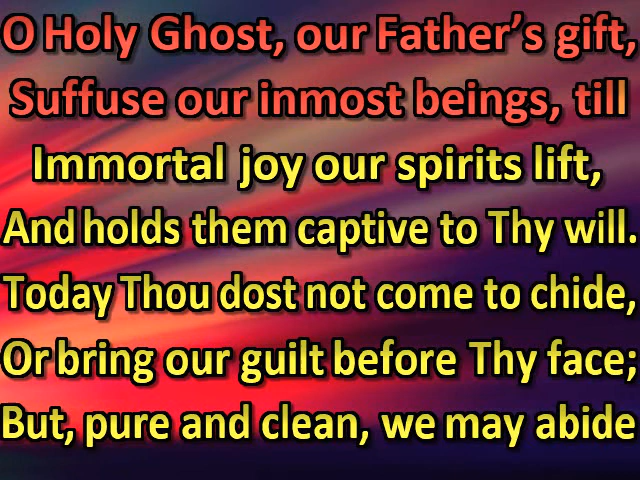 O Holy Ghost, our Father’s gift,
Suffuse our inmost beings, till
Immortal joy our spirits lift,
And holds them captive to Thy will.
Today Thou dost not come to chide,
Or bring our guilt before Thy face;
But, pure and clean, we may abide